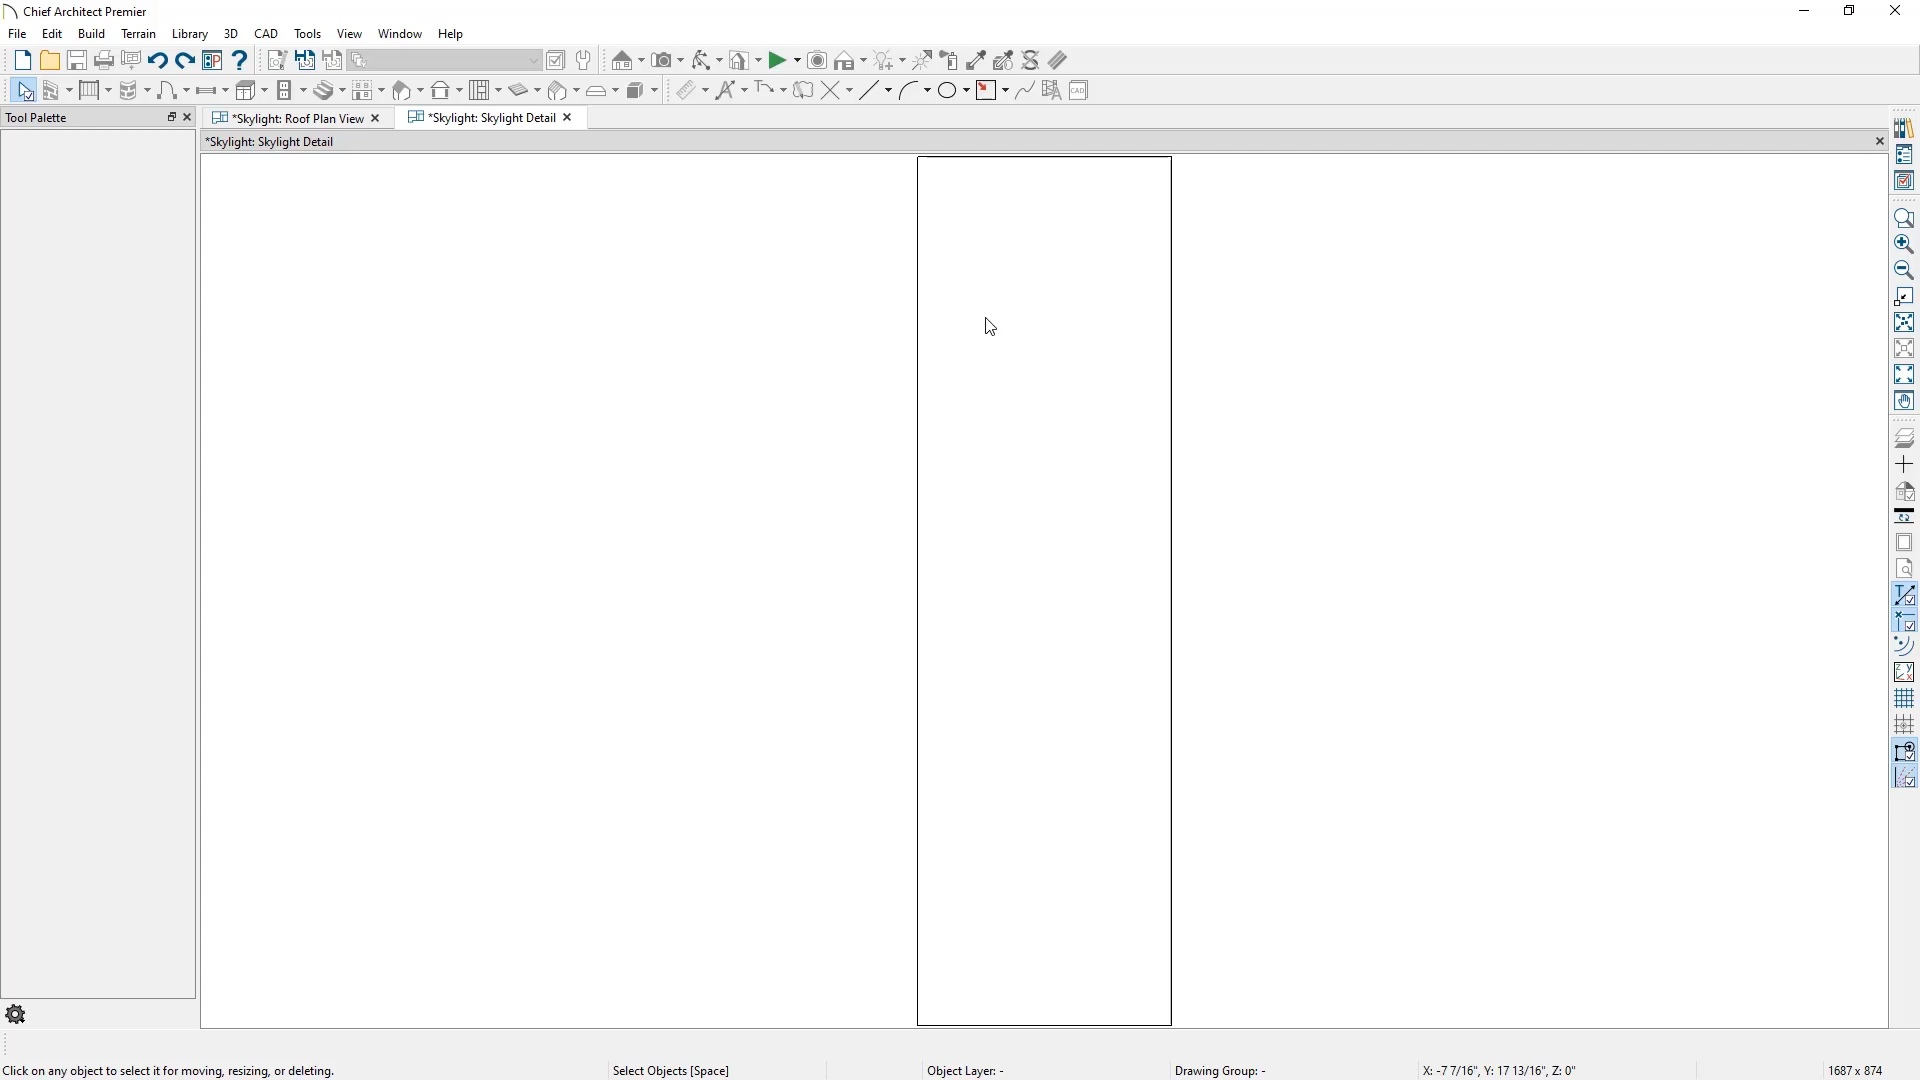 Chief Architect Premier
File Edit Build Terrain Library 3D CAD Tools View Window Help
CAD
Tool Palette
*Skylight: Roof Plan View
*Skylight: Skylight Detail
*Skylight: Skylight Detail
Click on any object to select it for moving, resizing, or deleting.
Select Objects [Space]
Object Layer: -
Drawing Group: -
X: -7 7/16", Y: 17 13/16", Z: 0"
1687 x 874